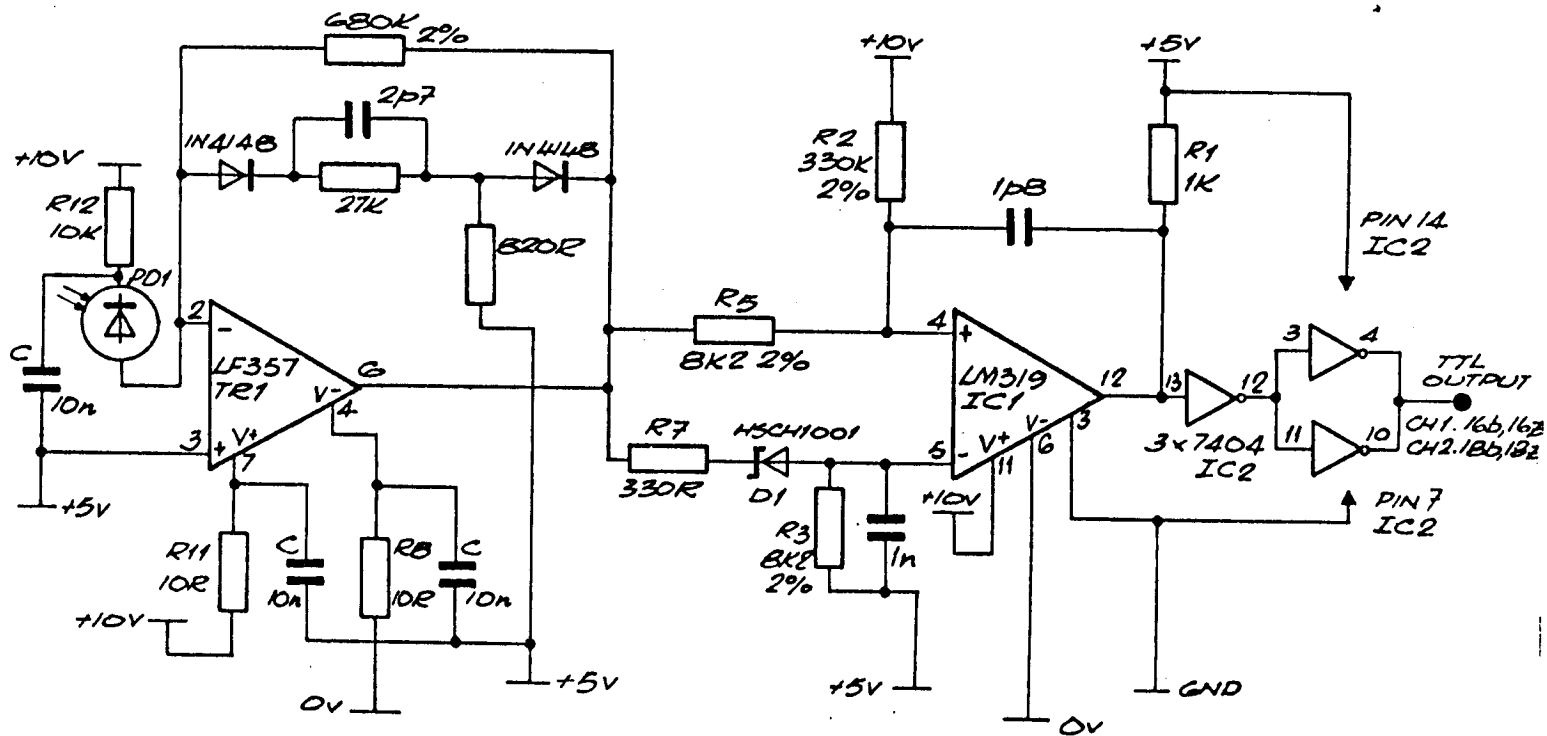 680K
2%
2p7
1N4148
1N4148
27K
+10V
R12
10K
PD1
820R
C
10n
2
-
LF357
TR1
6
V-
4
3
+
V+
7
+5V
R11
10R
C
10n
R8
10R
C
10n
+10V
0V
+5V
+10V
R2
330K
2%
1p8
+5V
R1
1K
PIN 14
IC2
R5
8K2 2%
4
+
LM319
IC1
12
5
-
V+
11
V-
6
3
R7
330R
HSCH1001
D1
R3
8K2
2%
1n
+10V
+5V
0V
GND
13
12
3 x 7404
IC2
3
4
11
10
TTL
OUTPUT
CH1. 16b, 16z
CH2. 18b, 18z
PIN 7
IC2